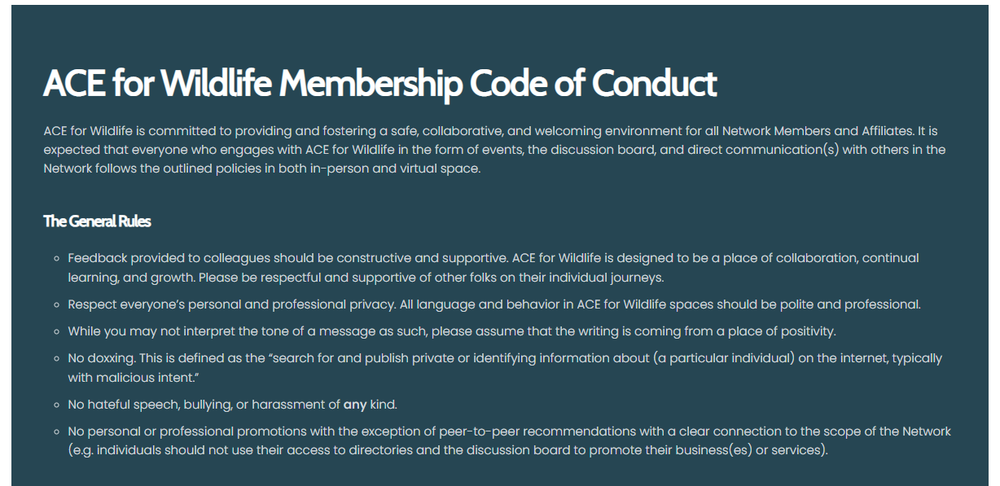 ACE for Wildlife Membership Code of Conduct
ACE for Wildlife is committed to providing and fostering a safe, collaborative, and welcoming environment for all Network Members and Affiliates. It is
expected that everyone who engages with ACE for Wildlife in the form of events, the discussion board, and direct communication(s) with others in the
Network follows the outlined policies in both in-person and virtual space.
The General Rules
Feedback provided to colleagues should be constructive and supportive. ACE for Wildlife is designed to be a place of collaboration, continual
learning, and growth. Please be respectful and supportive of other folks on their individual journeys.
Respect everyone's personal and professional privacy. All language and behavior in ACE for Wildlife spaces should be polite and professional.
While you may not interpret the tone of a message as such, please assume that the writing is coming from a place of positivity.
No doxxing. This is defined as the “search for and publish private or identifying information about (a particular individual) on the internet, typically
with malicious intent.”
No hateful speech, bullying, or harassment of any kind.
No personal or professional promotions with the exception of peer-to-peer recommendations with a clear connection to the scope of the Network
(e.g. individuals should not use their access to directories and the discussion board to promote their business(es) or services).